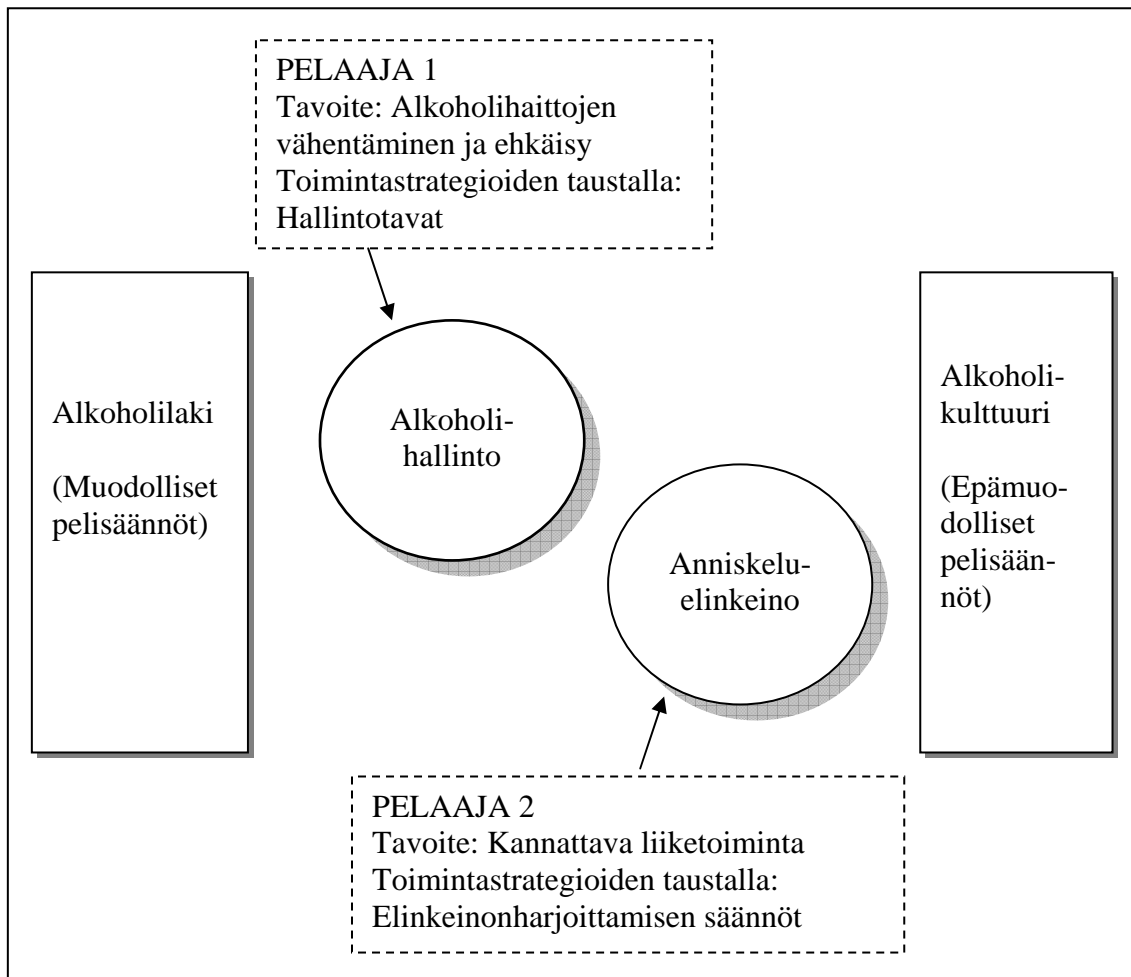 PELAAJA 1
Tavoite: Alkoholihaittojen
vähentäminen ja ehkäisy
Toimintastrategioiden taustalla:
Hallintotavat
Alkoholilaki
(Muodolliset
pelisäännöt)
Alkoholi-
hallinto
Anniskelu-
elinkeino
Alkoholi-
kulttuuri
(Epämuo-
dolliset
pelisään-
nöt)
PELAAJA 2
Tavoite: Kannattava liiketoiminta
Toimintastrategioiden taustalla:
Elinkeinonharjoittamisen säännöt